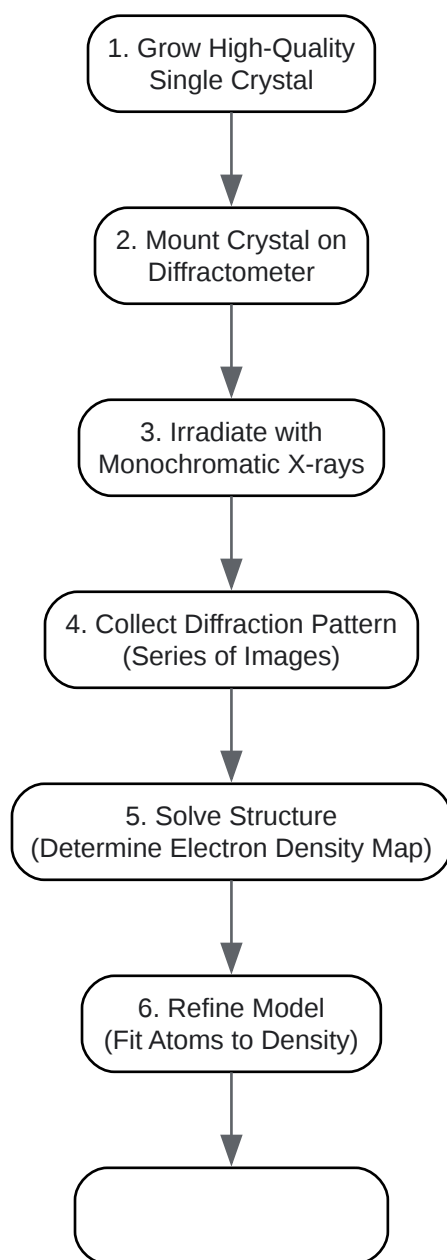 1. Grow High-Quality
Single Crystal
2. Mount Crystal on
Diffractometer
3. Irradiate with
Monochromatic X-rays
4. Collect Diffraction Pattern
(Series of Images)
5. Solve Structure
(Determine Electron Density Map)
6. Refine Model
(Fit Atoms to Density)